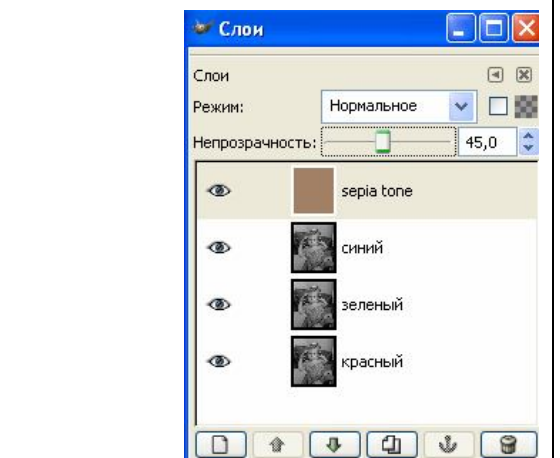 Слои
Слои
Режим: Нормальное
Непрозрачность: 45,0
sepia tone
синий
зеленый
красный